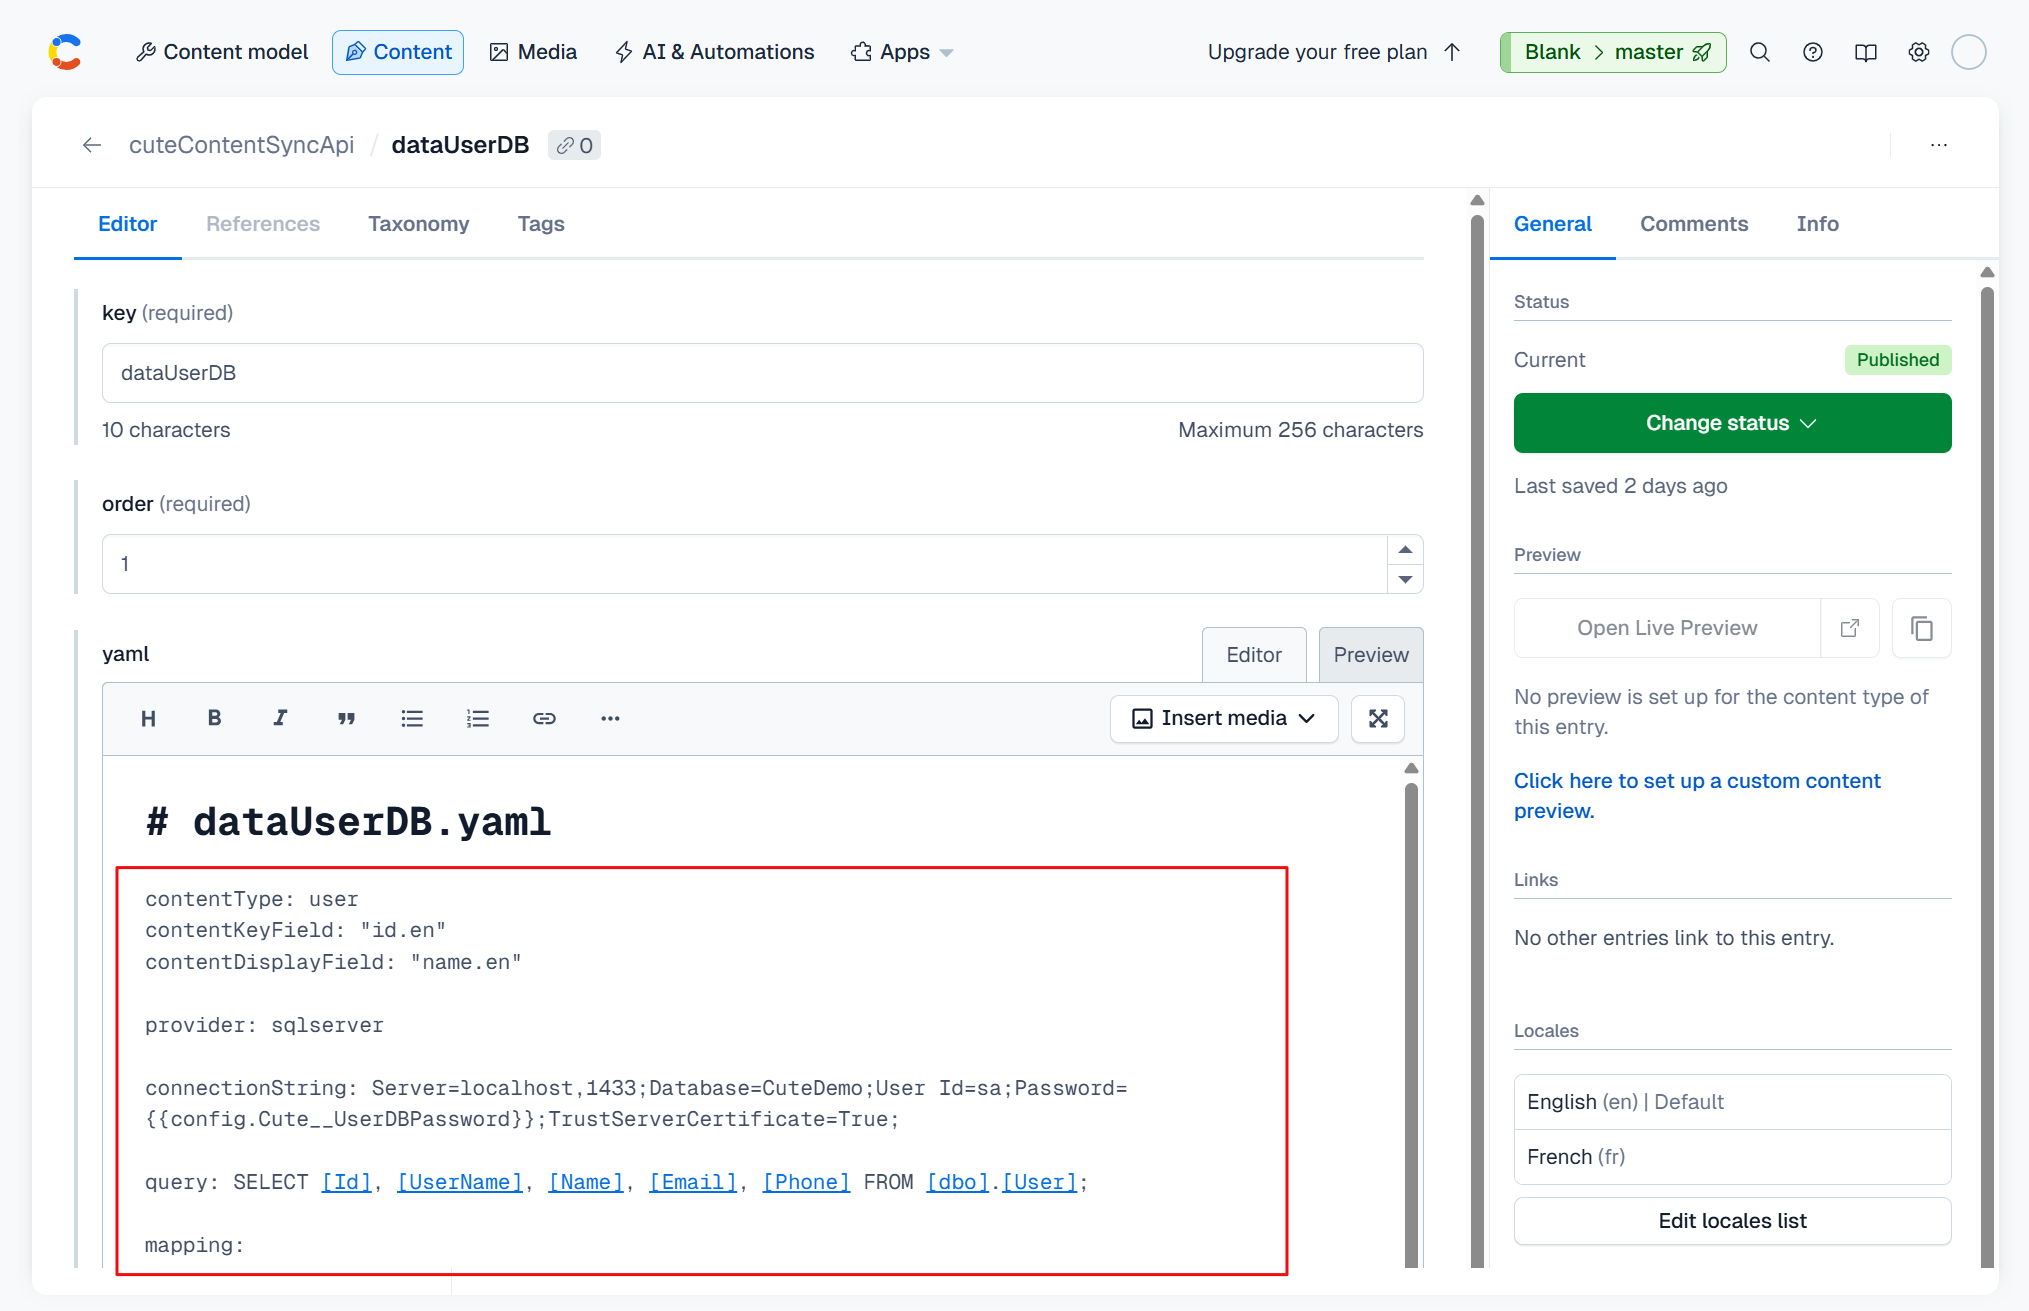 Content model
Content
Media
AI & Automations
Apps
Upgrade your free plan
Blank > master
cuteContentSyncApi / dataUserDB
0
Editor
References
Taxonomy
Tags
key (required)
dataUserDB
10 characters
Maximum 256 characters
order (required)
1
yaml
Editor
Preview
H B I
Insert media
# dataUserDB.yaml
contentType: user
contentKeyField: "id.en"
contentDisplayField: "name.en"
provider: sqlserver
connectionString: Server=localhost,1433;Database=CuteDemo;User Id=sa;Password=
{{config.Cute__UserDBPassword}};TrustServerCertificate=True;
query: SELECT [Id], [UserName], [Name], [Email], [Phone] FROM [dbo].[User];
mapping:
General
Comments
Info
Status
Current
Published
Change status
Last saved 2 days ago
Preview
Open Live Preview
No preview is set up for the content type of
this entry.
Click here to set up a custom content
preview.
Links
No other entries link to this entry.
Locales
English (en) | Default
French (fr)
Edit locales list